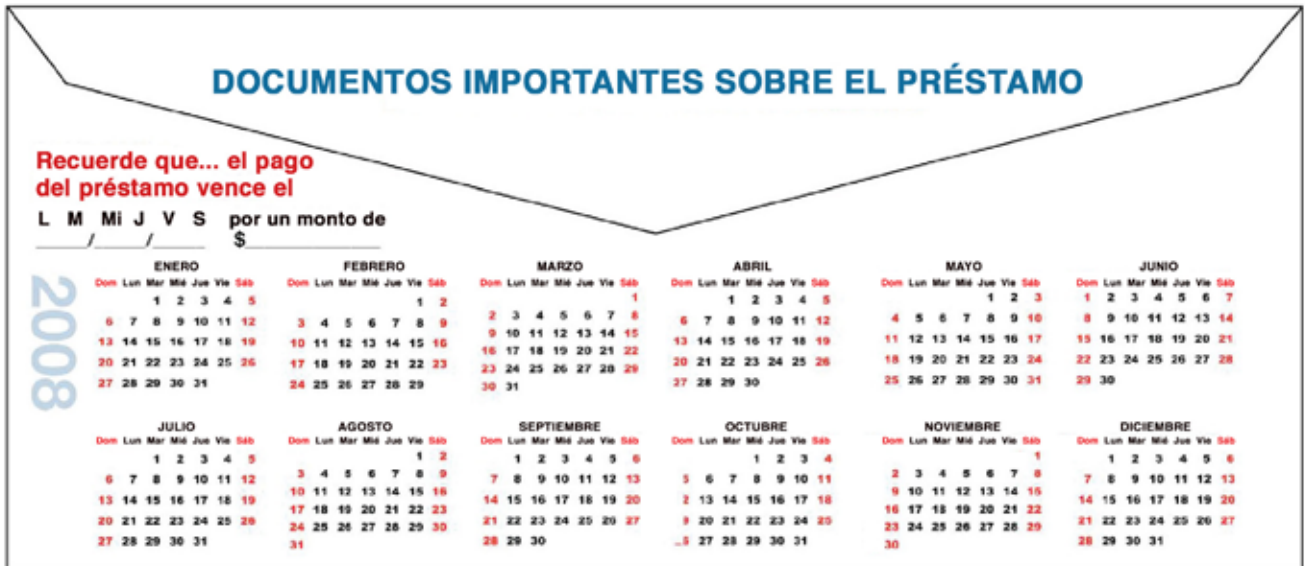 DOCUMENTOS IMPORTANTES SOBRE EL PRÉSTAMO
Recuerde que... el pago
del préstamo vence el
L M Mi J V S por un monto de
_____/_____/_____ $_____________
2008
ENERO
Dom Lun Mar Mié Jue Vie Sáb
1 2 3 4 5
6 7 8 9 10 11 12
13 14 15 16 17 18 19
20 21 22 23 24 25 26
27 28 29 30 31
FEBRERO
Dom Lun Mar Mié Jue Vie Sáb
1 2
3 4 5 6 7 8 9
10 11 12 13 14 15 16
17 18 19 20 21 22 23
24 25 26 27 28 29
MARZO
Dom Lun Mar Mié Jue Vie Sáb
1
2 3 4 5 6 7 8
9 10 11 12 13 14 15
16 17 18 19 20 21 22
23 24 25 26 27 28 29
30 31
ABRIL
Dom Lun Mar Mié Jue Vie Sáb
1 2 3 4 5
6 7 8 9 10 11 12
13 14 15 16 17 18 19
20 21 22 23 24 25 26
27 28 29 30
MAYO
Dom Lun Mar Mié Jue Vie Sáb
1 2 3
4 5 6 7 8 9 10
11 12 13 14 15 16 17
18 19 20 21 22 23 24
25 26 27 28 29 30 31
JUNIO
Dom Lun Mar Mié Jue Vie Sáb
1 2 3 4 5 6 7
8 9 10 11 12 13 14
15 16 17 18 19 20 21
22 23 24 25 26 27 28
29 30
JULIO
Dom Lun Mar Mié Jue Vie Sáb
1 2 3 4 5
6 7 8 9 10 11 12
13 14 15 16 17 18 19
20 21 22 23 24 25 26
27 28 29 30 31
AGOSTO
Dom Lun Mar Mié Jue Vie Sáb
1 2
3 4 5 6 7 8 9
10 11 12 13 14 15 16
17 18 19 20 21 22 23
24 25 26 27 28 29 30
31
SEPTIEMBRE
Dom Lun Mar Mié Jue Vie Sáb
1 2 3 4 5 6
7 8 9 10 11 12 13
14 15 16 17 18 19 20
21 22 23 24 25 26 27
28 29 30
OCTUBRE
Dom Lun Mar Mié Jue Vie Sáb
1 2 3 4
5 6 7 8 9 10 11
2 13 14 15 16 17 18
9 20 21 22 23 24 25
27 28 29 30 31
NOVIEMBRE
Dom Lun Mar Mié Jue Vie Sáb
1
2 3 4 5 6 7 8
9 10 11 12 13 14 15
16 17 18 19 20 21 22
23 24 25 26 27 28 29
30
DICIEMBRE
Dom Lun Mar Mié Jue Vie Sáb
1 2 3 4 5 6
7 8 9 10 11 12 13
14 15 16 17 18 19 20
21 22 23 24 25 26 27
28 29 30 31